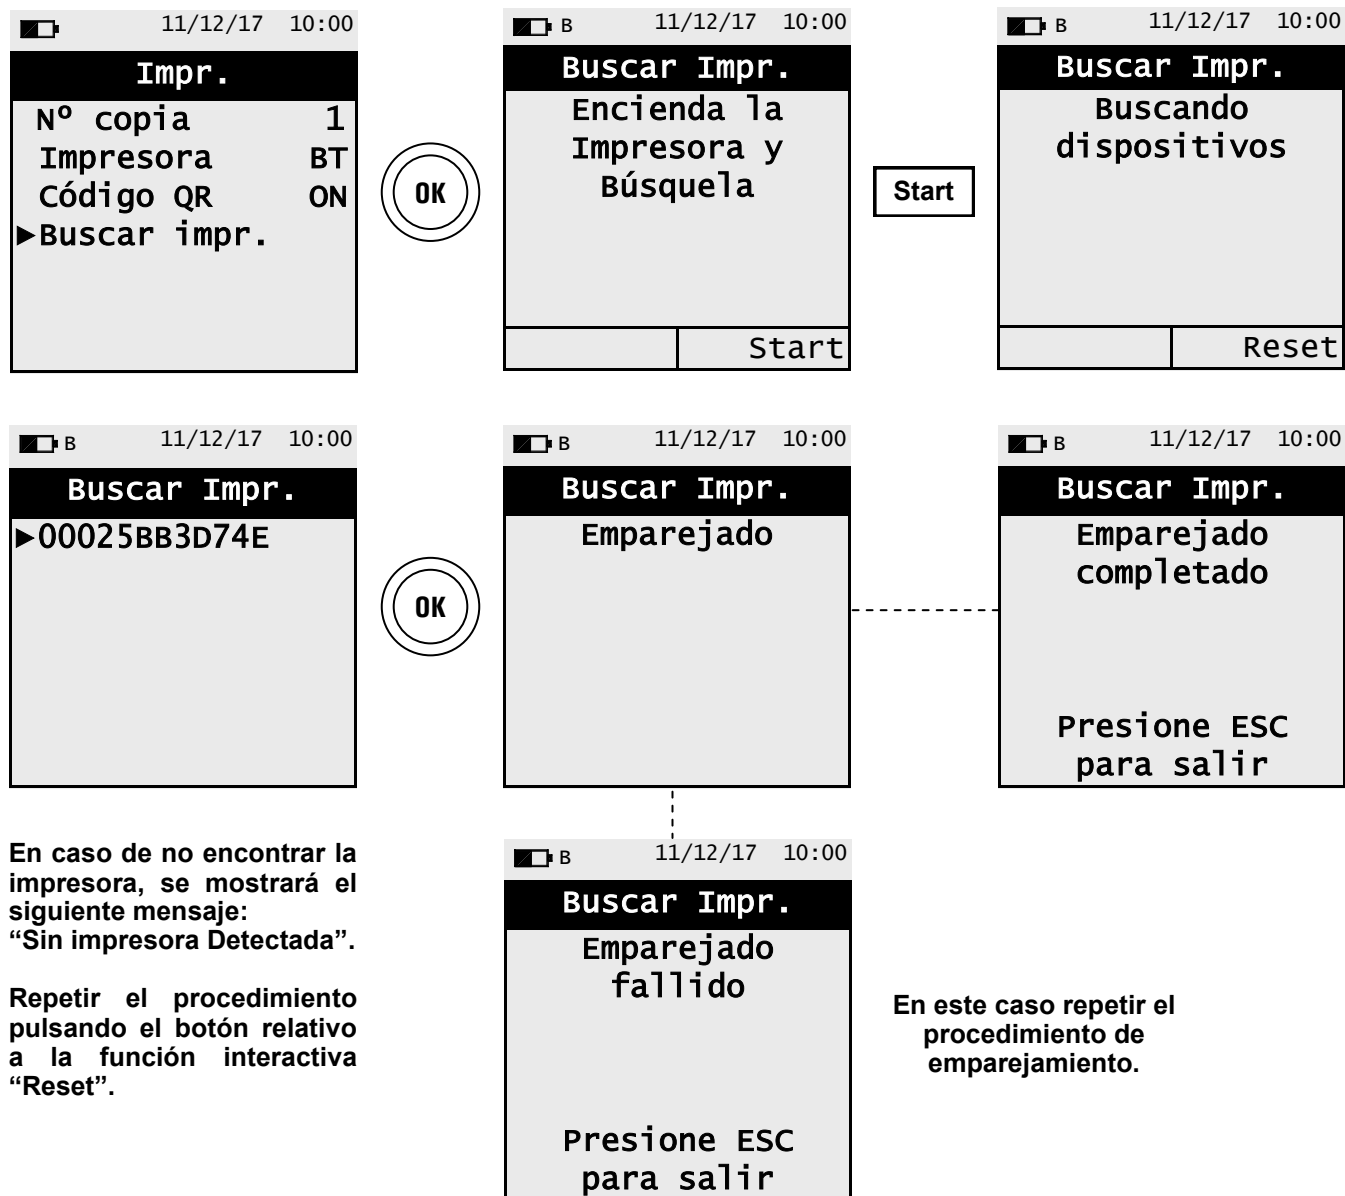 11/12/17 10:00
Impr.
Nº copia 1
Impresora BT
Código QR ON
►Buscar impr.
OK
B 11/12/17 10:00
Buscar Impr.
Encienda la
Impresora y
Búsquela
Start
Start
B 11/12/17 10:00
Buscar Impr.
Buscando
dispositivos
Reset
B 11/12/17 10:00
Buscar Impr.
►00025BB3D74E
OK
B 11/12/17 10:00
Buscar Impr.
Emparejado
B 11/12/17 10:00
Buscar Impr.
Emparejado
completado
Presione ESC
para salir
En caso de no encontrar la
impresora, se mostrará el
siguiente mensaje:
“Sin impresora Detectada”.
Repetir el procedimiento
pulsando el botón relativo
a la función interactiva
“Reset”.
B 11/12/17 10:00
Buscar Impr.
Emparejado
fallido
Presione ESC
para salir
En este caso repetir el
procedimiento de
emparejamiento.